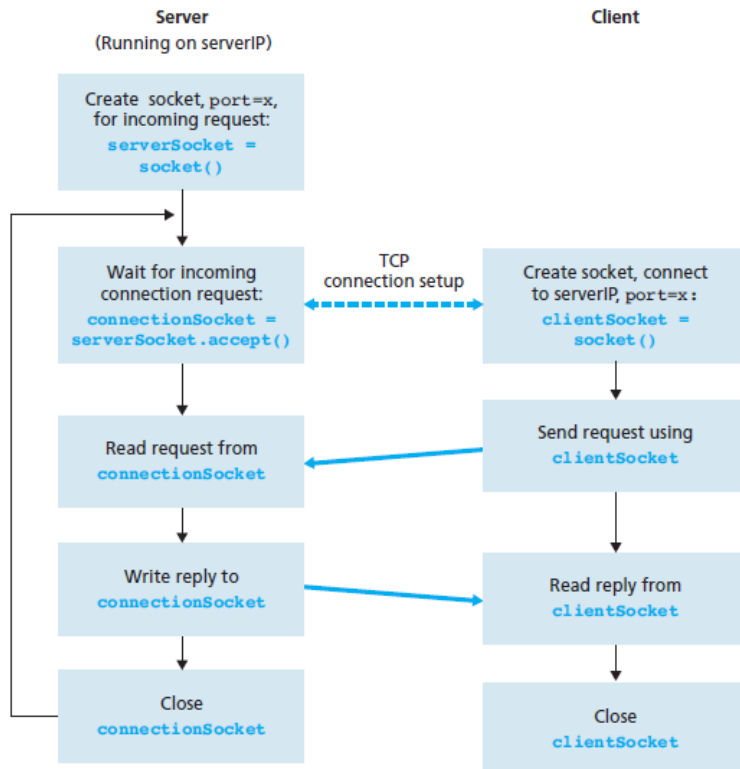 Server
(Running on serverIP)
Client
Create socket, port=x,
for incoming request:
serverSocket =
socket()
Wait for incoming
connection request:
connectionSocket =
serverSocket.accept()
TCP
connection setup
Create socket, connect
to serverIP, port=x:
clientSocket =
socket()
Read request from
connectionSocket
Send request using
clientSocket
Write reply to
connectionSocket
Read reply from
clientSocket
Close
connectionSocket
Close
clientSocket